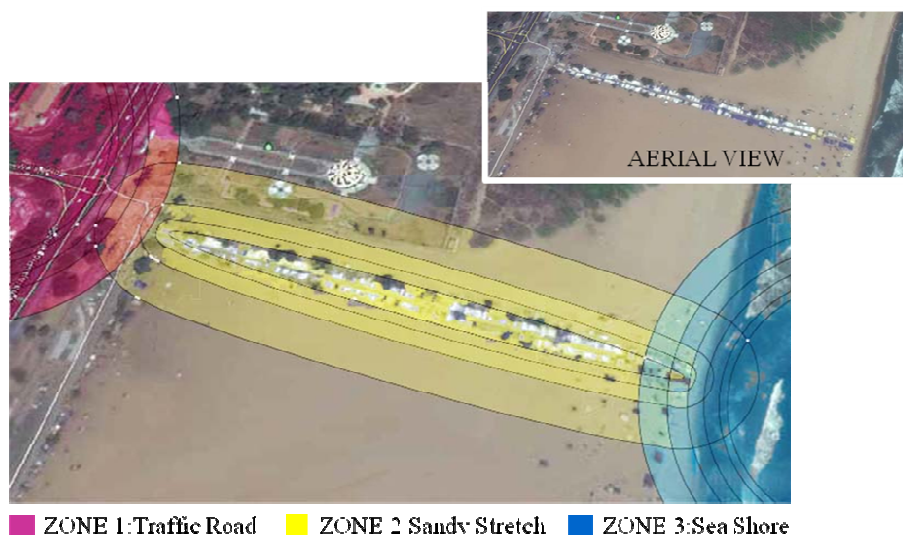 AERIAL VIEW
ZONE 1:Traffic Road
ZONE 2 Sandy Stretch
ZONE 3:Sea Shore